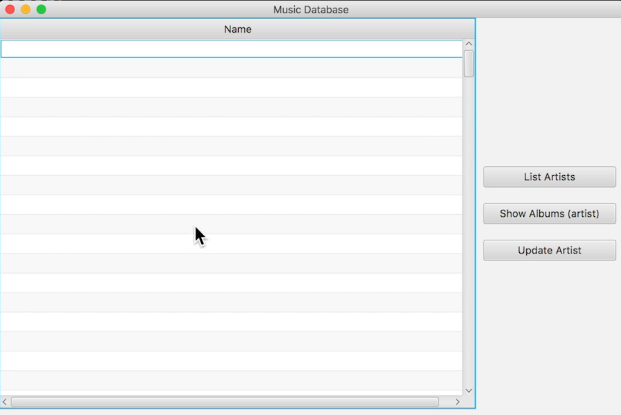 Music Database
Name
List Artists
Show Albums (artist)
Update Artist